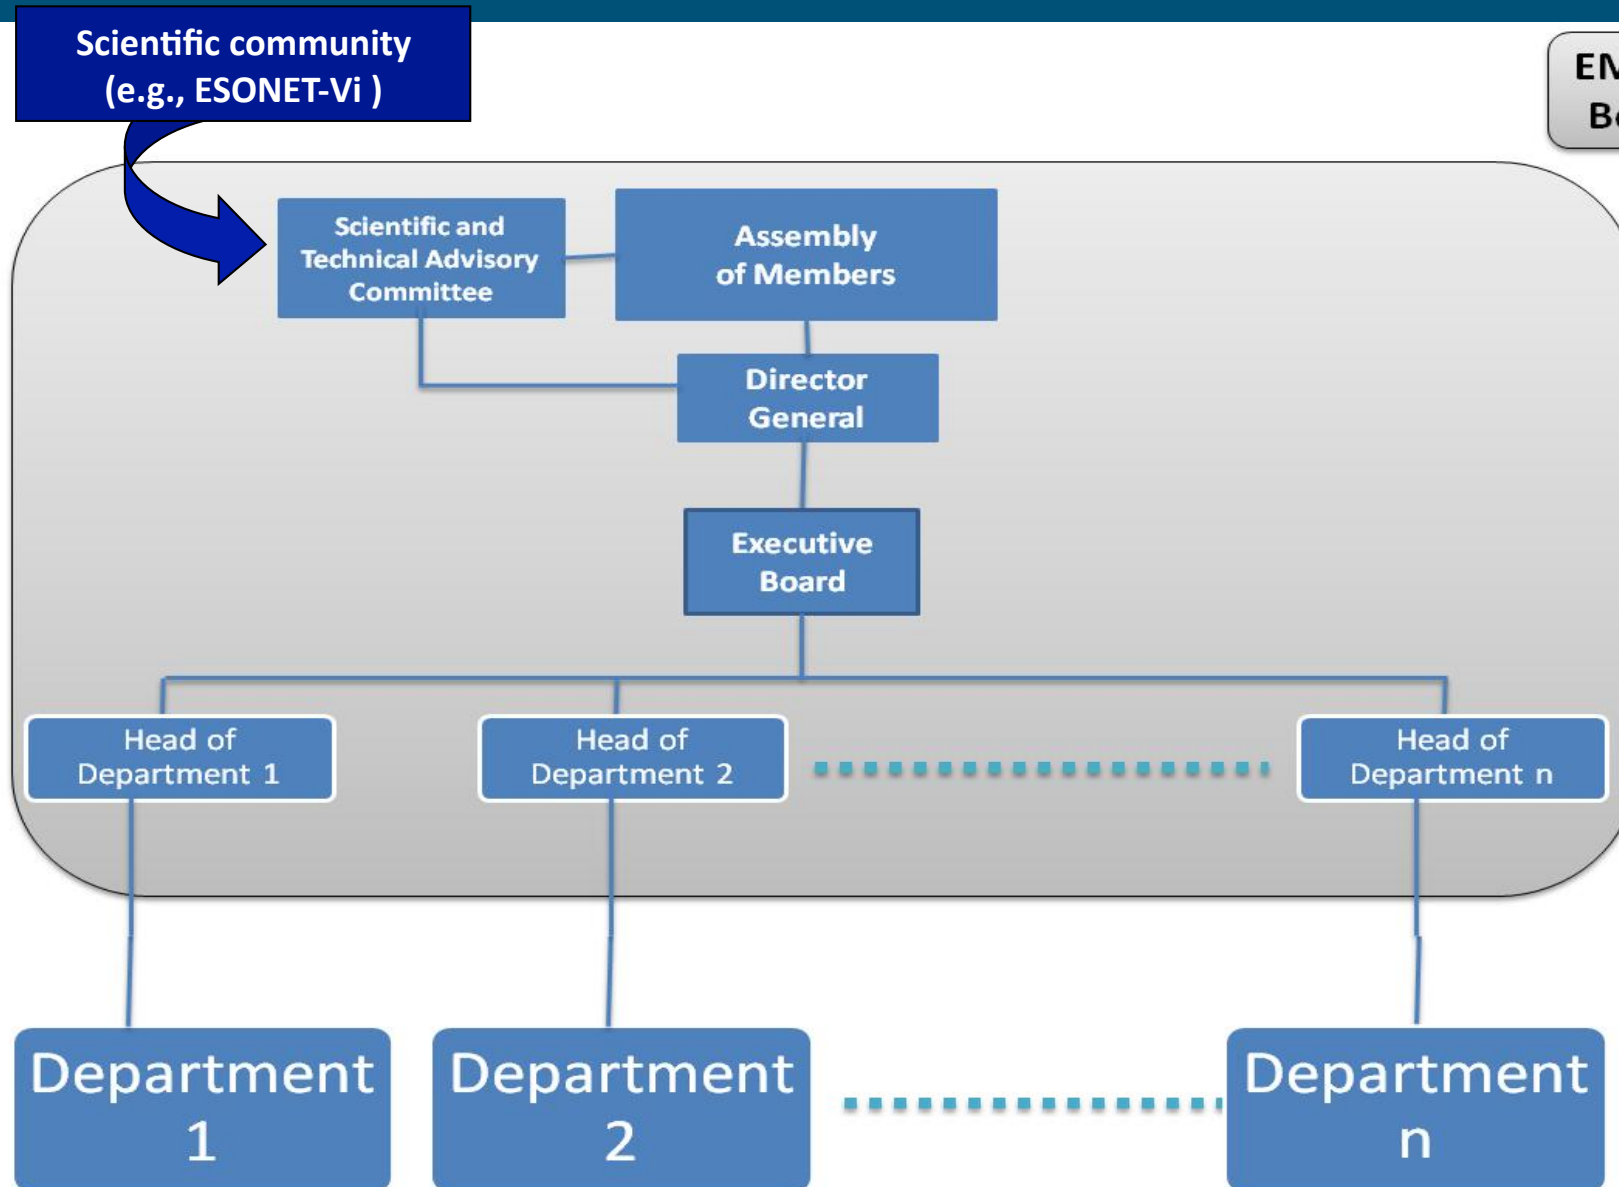 Scientific community
(e.g., ESONET-Vi )
Scientific and
Technical Advisory
Committee
Assembly
of Members
Director
General
Executive
Board
Head of
Department 1
Head of
Department 2
Head of
Department n
Department
1
Department
2
Department
n